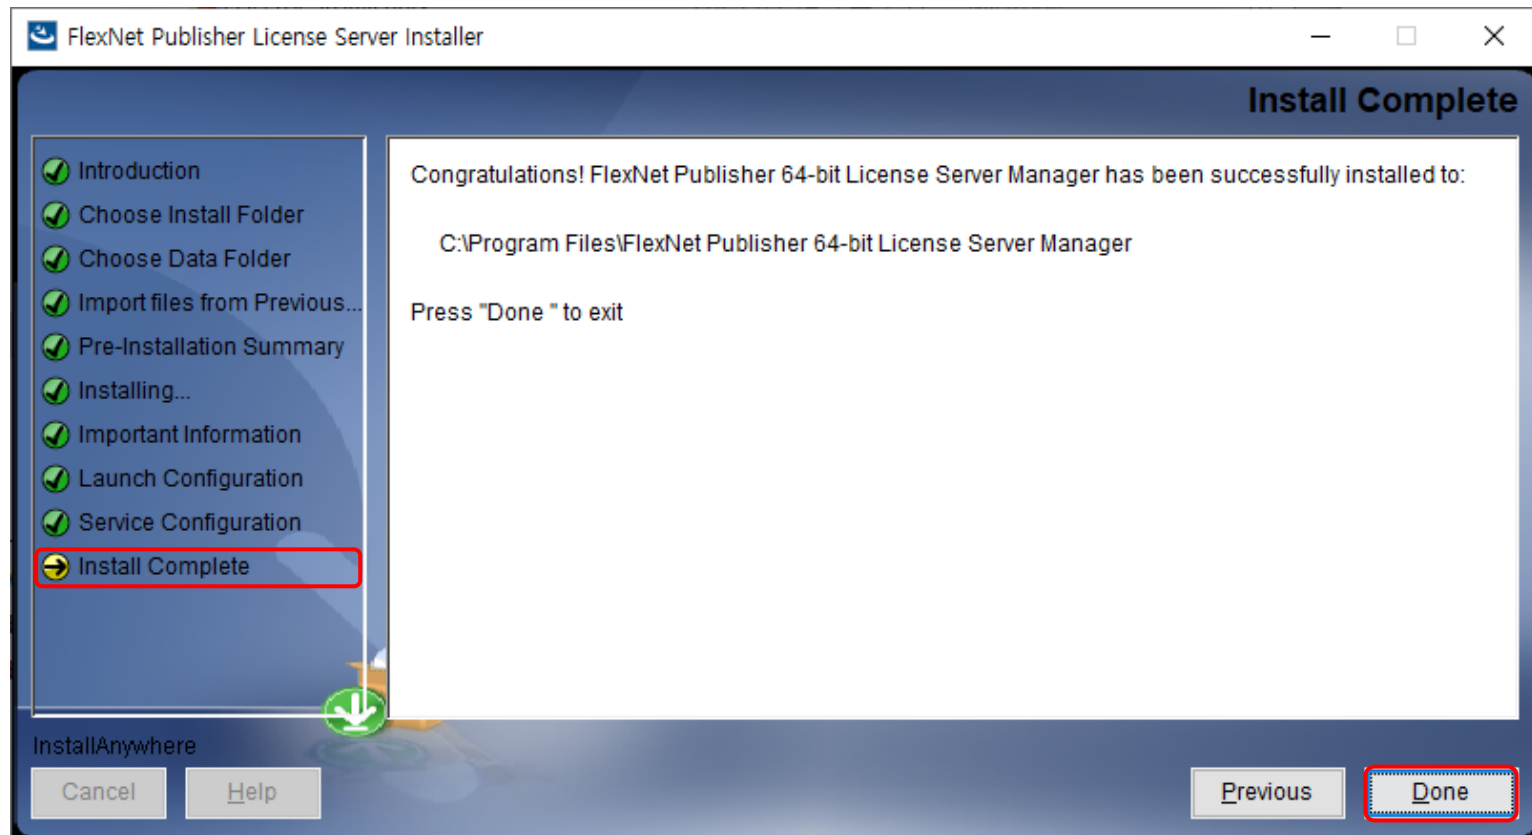 FlexNet Publisher License Server Installer
Install Complete
Introduction
Choose Install Folder
Choose Data Folder
Import files from Previous...
Pre-Installation Summary
Installing...
Important Information
Launch Configuration
Service Configuration
Install Complete
Congratulations! FlexNet Publisher 64-bit License Server Manager has been successfully installed to:
C:\Program Files\FlexNet Publisher 64-bit License Server Manager
Press "Done " to exit
InstallAnywhere
Cancel
Help
Previous
Done